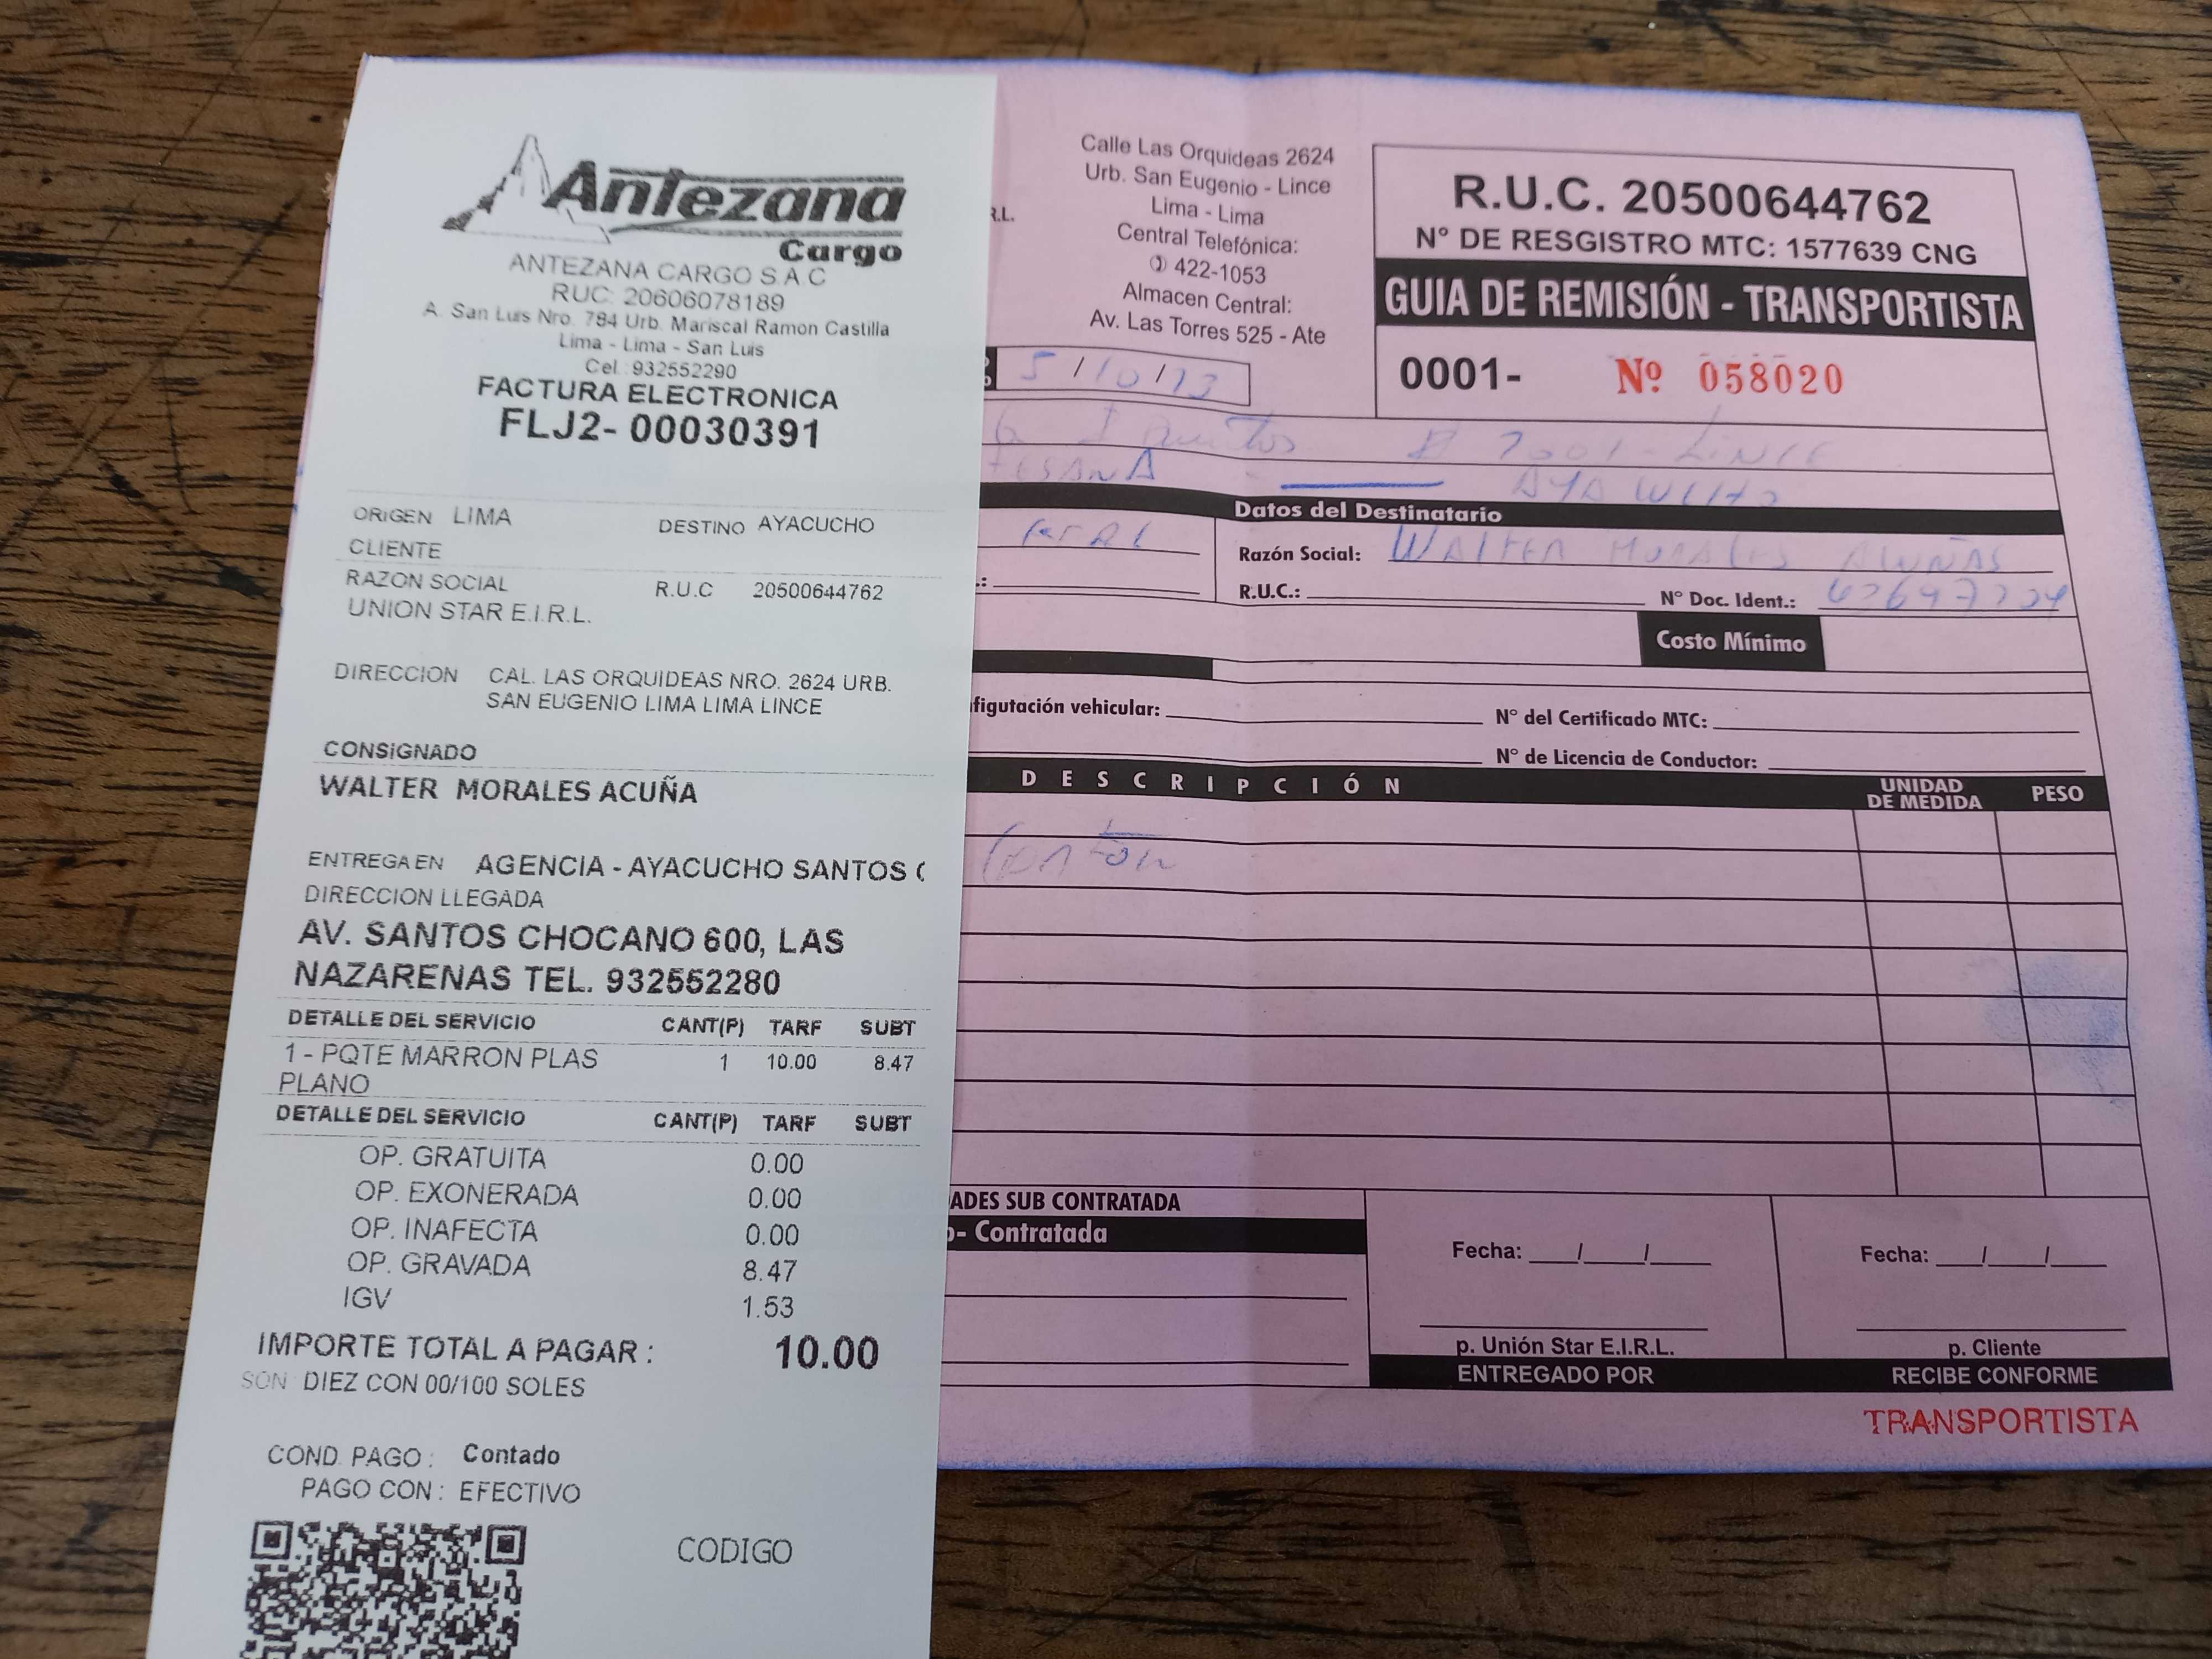 Antezana
Cargo
ANTEZANA CARGO S.A.C
RUC: 20606078189
A. San Luis Nro. 784 Urb. Mariscal Ramon Castilla
Lima - Lima - San Luis
Cel.:932552290
FACTURA ELECTRONICA
FLJ2- 00030391
ORIGEN LIMA DESTINO AYACUCHO
CLIENTE
RAZON SOCIAL R.U.C 20500644762
UNION STAR E.I.R.L.
DIRECCION CAL. LAS ORQUIDEAS NRO. 2624 URB.
SAN EUGENIO LIMA LIMA LINCE
CONSIGNADO
WALTER MORALES ACUÑA
ENTREGA EN AGENCIA - AYACUCHO SANTOS
DIRECCION LLEGADA
AV. SANTOS CHOCANO 600, LAS
NAZARENAS TEL. 932552280
DETALLE DEL SERVICIO CANT(P) TARF SUBT
1 - PQTE MARRON PLAS 1 10.00 8.47
PLANO
DETALLE DEL SERVICIO CANT(P) TARF SUBT
OP. GRATUITA 0.00
OP. EXONERADA 0.00
OP. INAFECTA 0.00
OP. GRAVADA 8.47
IGV 1.53
IMPORTE TOTAL A PAGAR : 10.00
SON DIEZ CON 00/100 SOLES
COND. PAGO : Contado
PAGO CON : EFECTIVO
CODIGO
R.L.
Calle Las Orquideas 2624
Urb. San Eugenio - Lince
Lima - Lima
Central Telefónica:
422-1053
Almacen Central:
Av. Las Torres 525 - Ate
R.U.C. 20500644762
N° DE RESGISTRO MTC: 1577639 CNG
GUIA DE REMISIÓN - TRANSPORTISTA
0001- Nº 058020
5/10/
LINCE
Datos del Destinatario
Razón Social: WALTER MORALES
R.U.C.: N° Doc. Ident.:
Costo Mínimo
figutación vehicular: N° del Certificado MTC:
N° de Licencia de Conductor:
DESCRIPCIÓN UNIDAD DE MEDIDA PESO
ADES SUB CONTRATADA
- Contratada
Fecha: / / Fecha: / /
p. Unión Star E.I.R.L. p. Cliente
ENTREGADO POR RECIBE CONFORME
TRANSPORTISTA